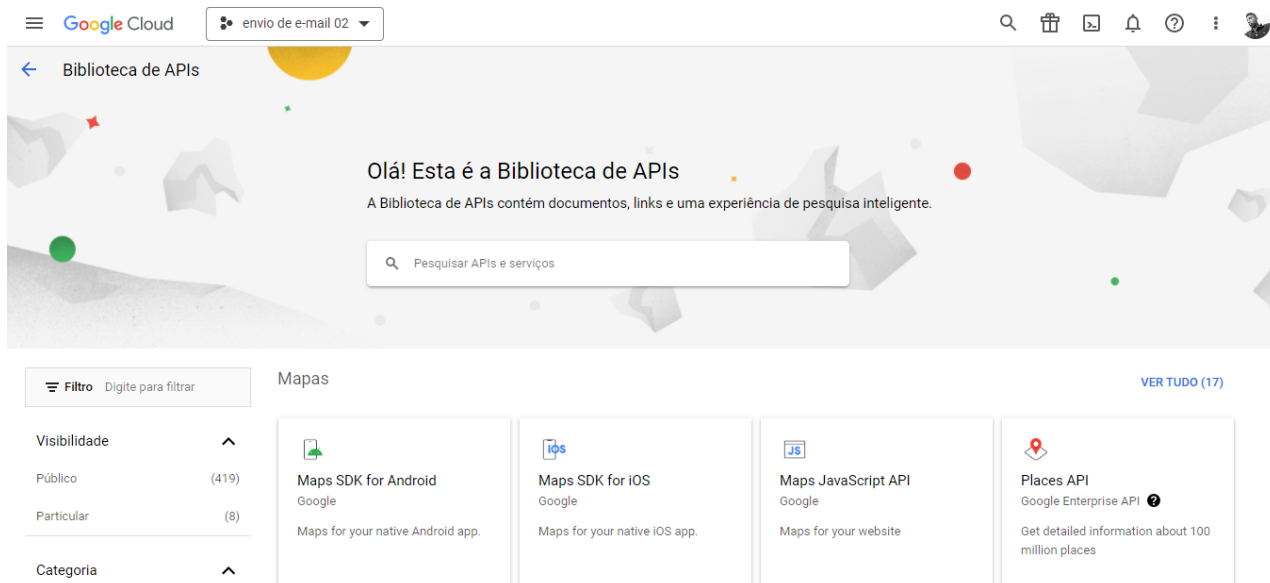 Google Cloud
envio de e-mail 02
Biblioteca de APIs
Olá! Esta é a Biblioteca de APIs
A Biblioteca de APIs contém documentos, links e uma experiência de pesquisa inteligente.
Pesquisar APIs e serviços
Filtro Digite para filtrar
Visibilidade
Público (419)
Particular (8)
Categoria
Mapas
VER TUDO (17)
Maps SDK for Android
Google
Maps for your native Android app.
iOS
Maps SDK for iOS
Google
Maps for your native iOS app.
JS
Maps JavaScript API
Google
Maps for your website
Places API
Google Enterprise API
Get detailed information about 100
million places